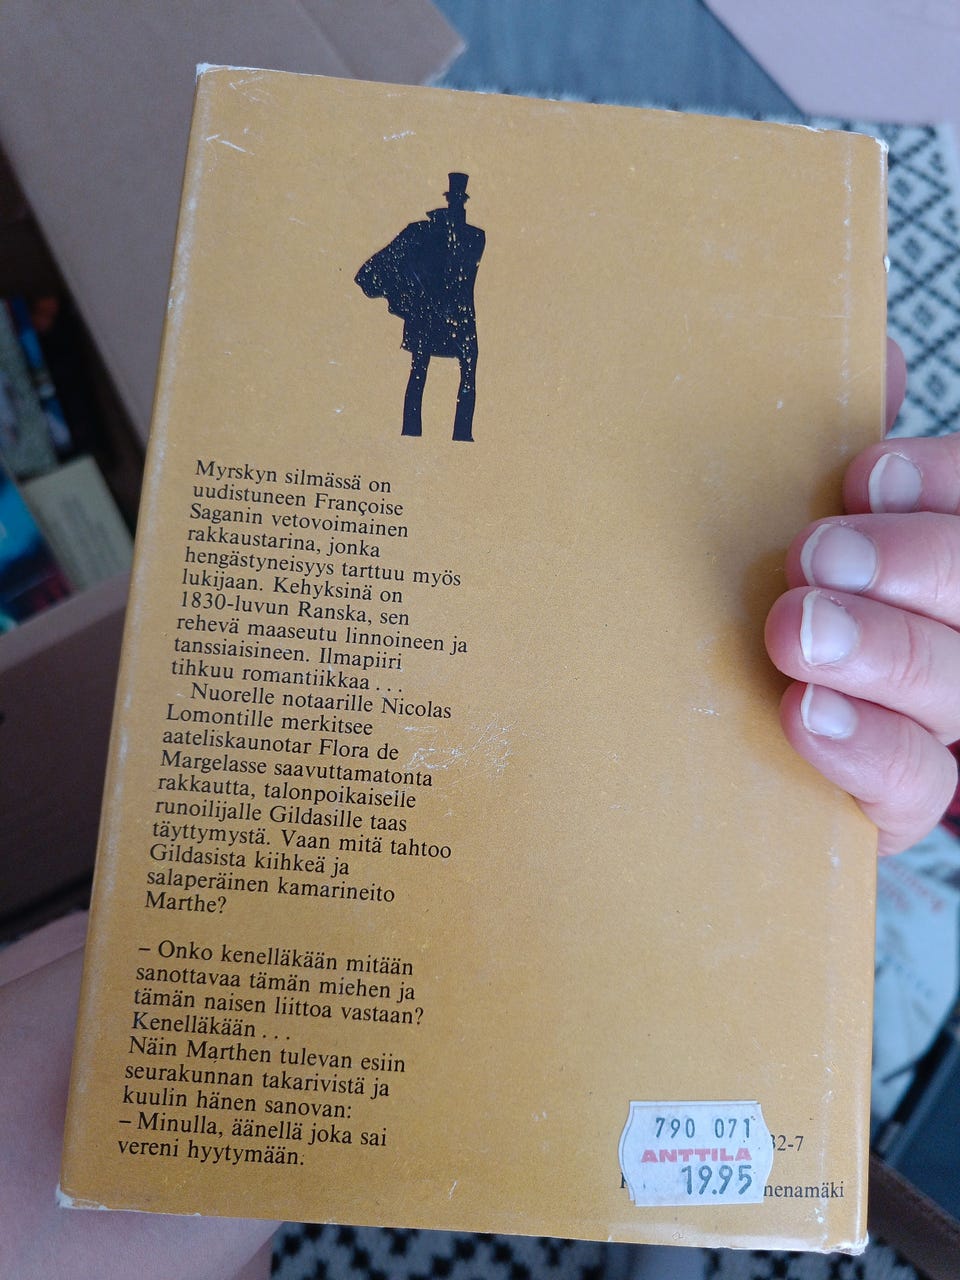 Myrskyn silmässä on
uudistuneen Françoise
Saganin vetovoimainen
rakkaustarina, jonka
hengästyneisyys tarttuu myös
lukijaan. Kehyksinä on
1830-luvun Ranska, sen
rehevä maaseutu linnoineen ja
tanssiaisineen. Ilmapiiri
tihkuu romantiikkaa...
Nuorelle notaarille Nicolas
Lomontille merkitsee
aateliskaunotar Flora de
Margelasse saavuttamatonta
rakkautta, talonpoikaiselle
runoilijalle Gildasille taas
täyttymystä. Vaan mitä tahtoo
Gildasista kiihkeä ja
salaperäinen kamarineito
Marthe?
– Onko kenelläkään mitään
sanottavaa tämän miehen ja
tämän naisen liittoa vastaan?
Kenelläkään...
Näin Marthen tulevan esiin
seurakunnan takarivistä ja
kuulin hänen sanovan:
– Minulla, äänellä joka sai
vereni hyytymään.
790 071
ANTTILA
19.95
32-7
menamäki